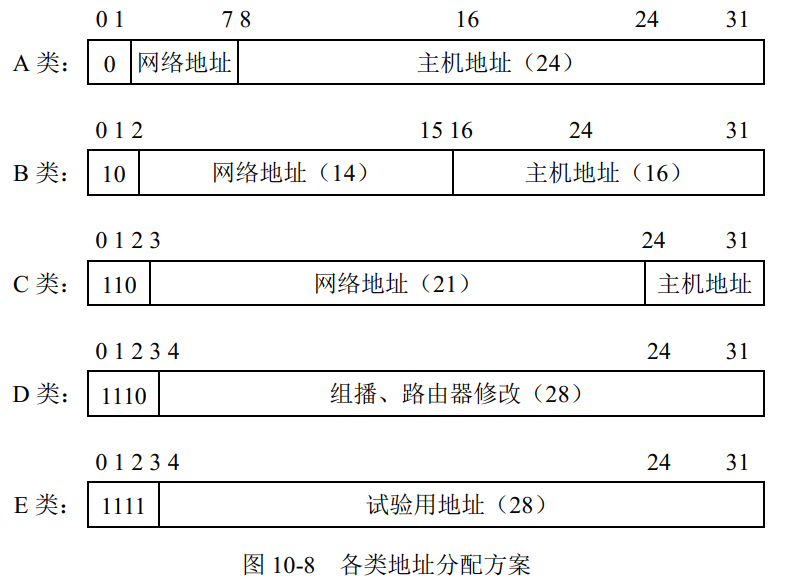 0 1 7 8 16 24 31
A 类： 0 网络地址 主机地址（24）
0 1 2 15 16 24 31
B 类： 10 网络地址（14） 主机地址（16）
0 1 2 3 24 31
C 类： 110 网络地址（21） 主机地址
0 1 2 3 4 24 31
D 类： 1110 组播、路由器修改（28）
0 1 2 3 4 24 31
E 类： 1111 试验用地址（28）
图 10-8 各类地址分配方案